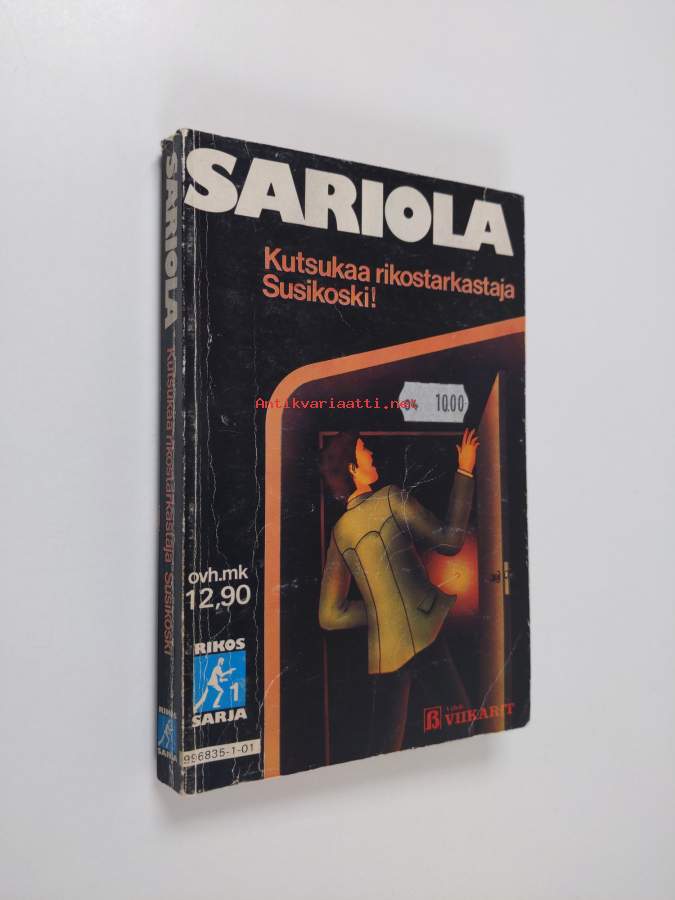 SARIOLA
Kutsukaa rikostarkastaja
Susikoski!
Antikvariaatti.net
10.00
ovh.mk
12,90
RIKOS
1
SARJA
996835-1-01
VIIKARIT
SARIOLA
Kutsukaa rikostarkastaja Susikoski
RIKOS
SARJA